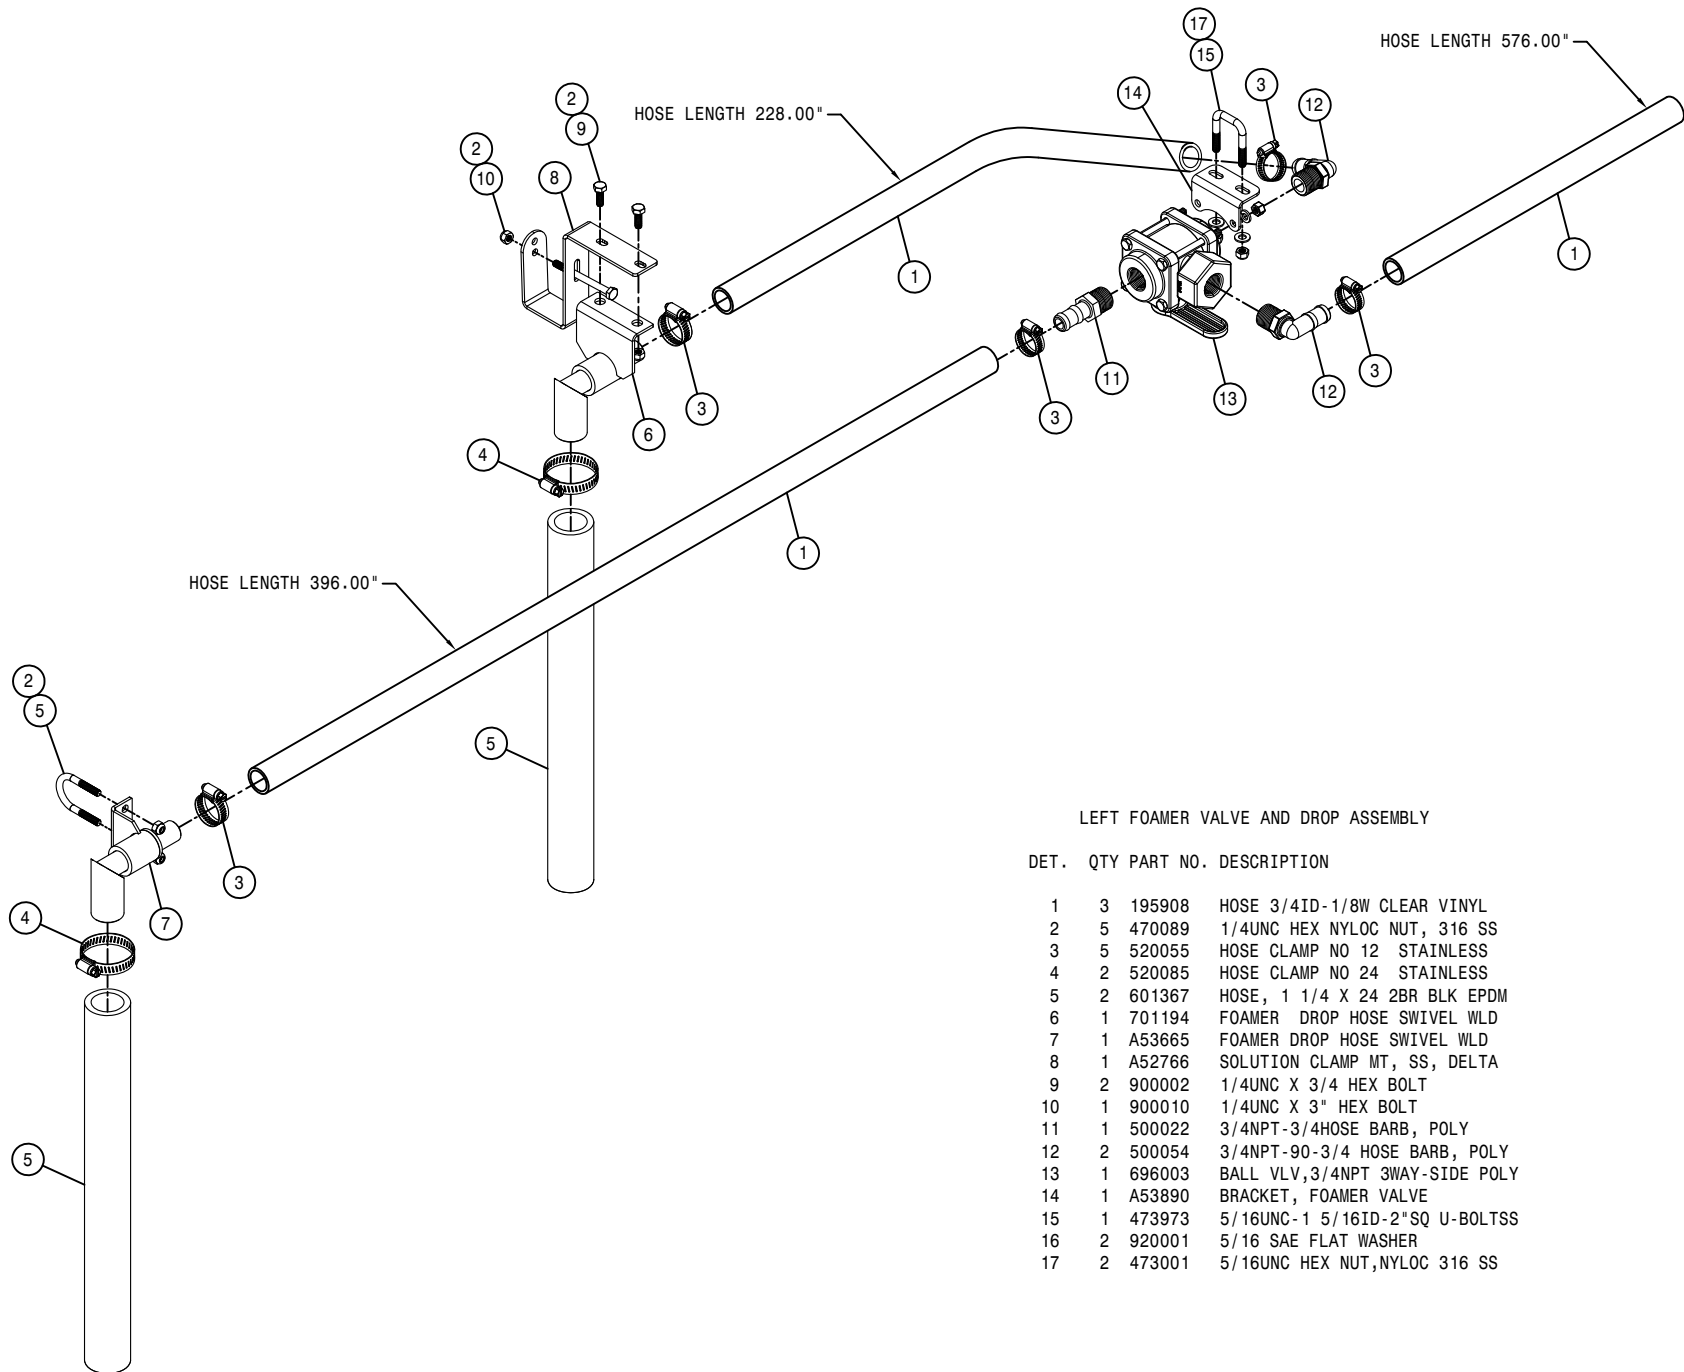 17
15
HOSE LENGTH 576.00"
3
12
14
2
9
HOSE LENGTH 228.00"
2
10
8
1
1
3
11
3
13
12
3
6
4
1
HOSE LENGTH 396.00"
2
5
5
3
7
4
5
LEFT FOAMER VALVE AND DROP ASSEMBLY
DET. QTY PART NO. DESCRIPTION
1 3 195908 HOSE 3/4ID-1/8W CLEAR VINYL
2 5 470089 1/4UNC HEX NYLOC NUT, 316 SS
3 5 520055 HOSE CLAMP NO 12 STAINLESS
4 2 520085 HOSE CLAMP NO 24 STAINLESS
5 2 601367 HOSE, 1 1/4 X 24 2BR BLK EPDM
6 1 701194 FOAMER DROP HOSE SWIVEL WLD
7 1 A53665 FOAMER DROP HOSE SWIVEL WLD
8 1 A52766 SOLUTION CLAMP MT, SS, DELTA
9 2 900002 1/4UNC X 3/4 HEX BOLT
10 1 900010 1/4UNC X 3" HEX BOLT
11 1 500022 3/4NPT-3/4HOSE BARB, POLY
12 2 500054 3/4NPT-90-3/4 HOSE BARB, POLY
13 1 696003 BALL VLV,3/4NPT 3WAY-SIDE POLY
14 1 A53890 BRACKET, FOAMER VALVE
15 1 473973 5/16UNC-1 5/16ID-2"SQ U-BOLTSS
16 2 920001 5/16 SAE FLAT WASHER
17 2 473001 5/16UNC HEX NUT,NYLOC 316 SS